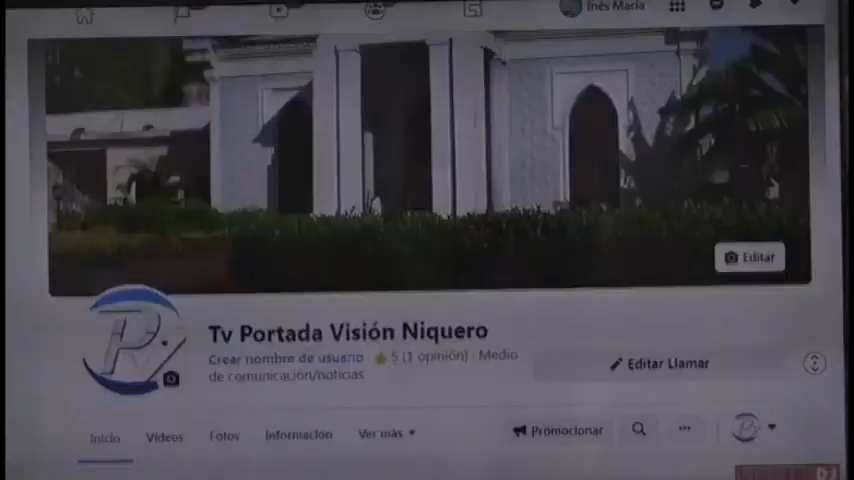 Inés María
Editar
Tv Portada Visión Niquero
Crear nombre de usuario 5 (1 opinión) · Medio
de comunicación/noticias
Editar Llamar
Inicio Vídeos Fotos Información Ver más
Promocionar